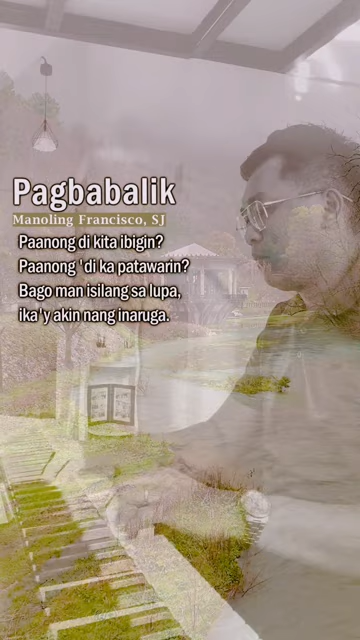 Pagbabalik
Manoling Francisco, SJ
Paanong di kita ibigin?
Paanong 'di ka patawarin?
Bago man isilang sa lupa,
ika'y akin nang inaruga.